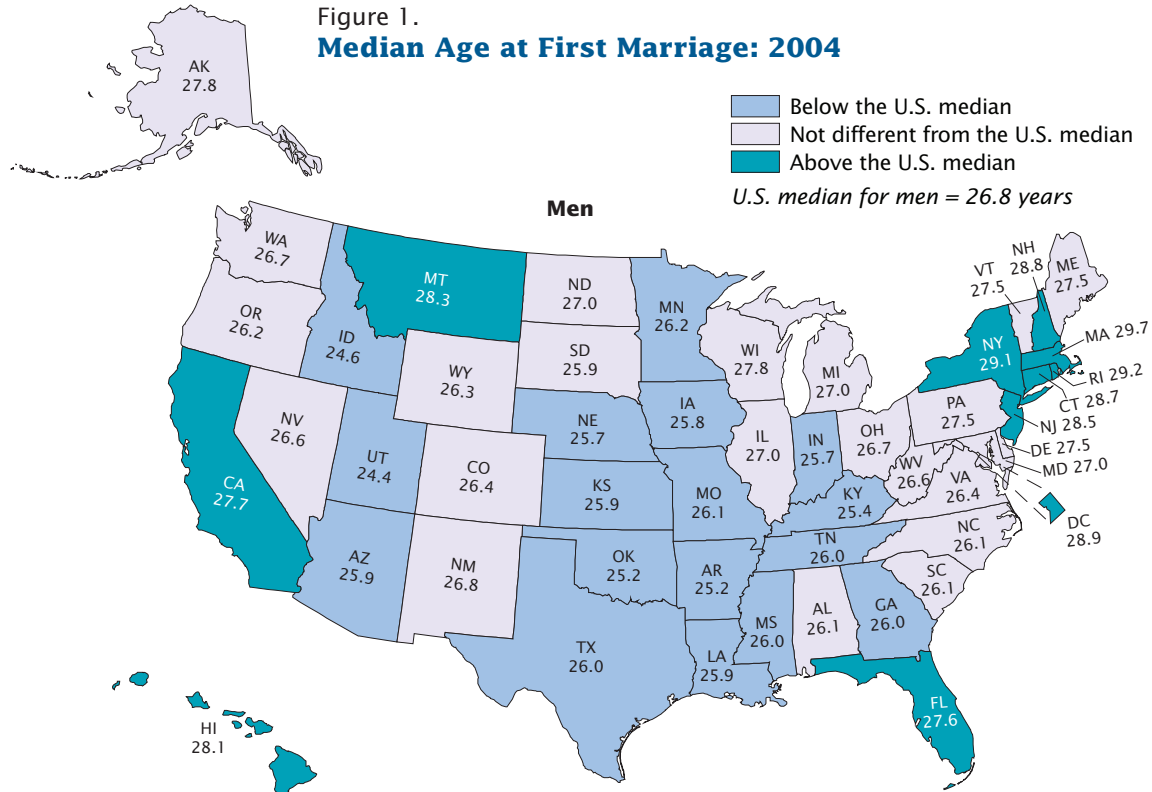 Figure 1.
Median Age at First Marriage: 2004
AK
27.8
Below the U.S. median
Not different from the U.S. median
Above the U.S. median
U.S. median for men = 26.8 years
Men
WA
26.7
OR
26.2
CA
27.7
NV
26.6
ID
24.6
MT
28.3
WY
26.3
UT
24.4
CO
26.4
AZ
25.9
NM
26.8
ND
27.0
SD
25.9
NE
25.7
KS
25.9
OK
25.2
TX
26.0
MN
26.2
IA
25.8
MO
26.1
AR
25.2
LA
25.9
WI
27.8
IL
27.0
MI
27.0
IN
25.7
OH
26.7
KY
25.4
TN
26.0
MS
26.0
AL
26.1
GA
26.0
FL
27.6
SC
26.1
NC
26.1
VA
26.4
WV
26.6
PA
27.5
NY
29.1
VT
27.5
NH
28.8
ME
27.5
MA 29.7
RI 29.2
CT 28.7
NJ 28.5
DE 27.5
MD 27.0
DC
28.9
HI
28.1